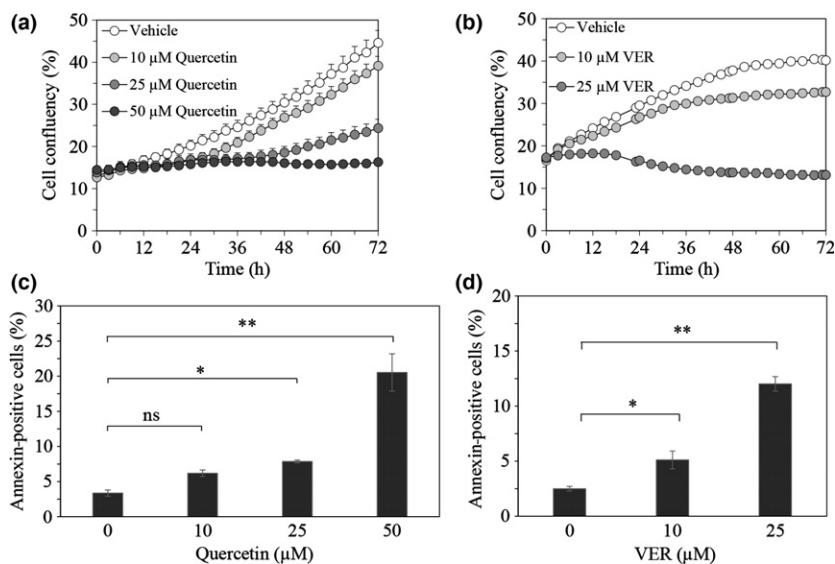 (a)
Vehicle
10 µM Quercetin
25 µM Quercetin
50 µM Quercetin
Cell confluency (%)
50
40
30
20
10
0
0 12 24 36 48 60 72
Time (h)
(b)
Vehicle
10 µM VER
25 µM VER
Cell confluency (%)
50
40
30
20
10
0
0 12 24 36 48 60 72
Time (h)
(c)
Annexin-positive cells (%)
30
25
20
15
10
5
0
ns
*
**
0 10 25 50
Quercetin (µM)
(d)
Annexin-positive cells (%)
20
15
10
5
0
*
**
0 10 25
VER (µM)